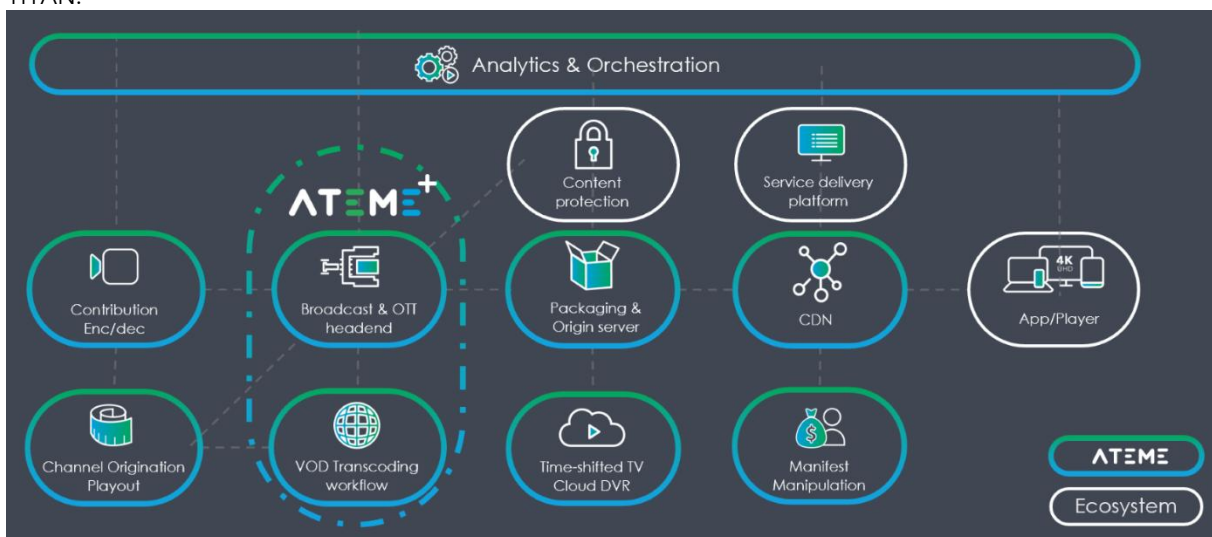 TITAN.
Analytics & Orchestration
Content
protection
Service delivery
platform
ATEME+
Contribution
Enc/dec
Broadcast & OTT
headend
Packaging &
Origin server
CDN
4K
UHD
App/Player
Channel Origination
Playout
VOD Transcoding
workflow
Time-shifted TV
Cloud DVR
$
Manifest
Manipulation
ATEME
Ecosystem